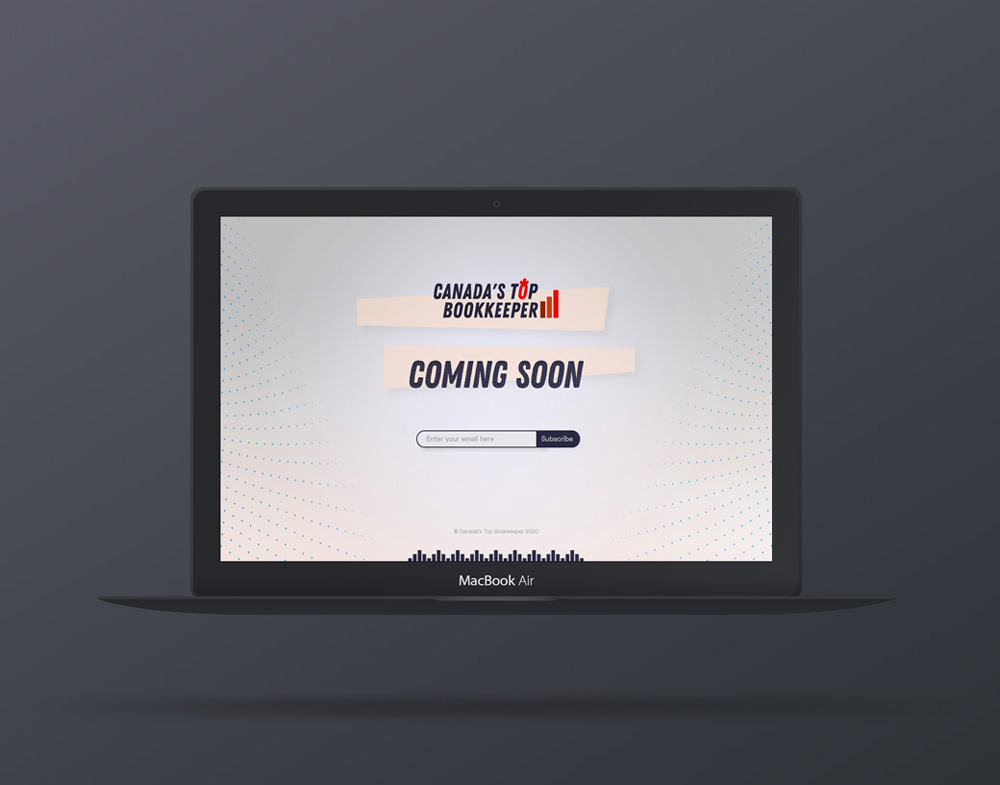 CANADA'S TOP
BOOKKEEPER
COMING SOON
Enter your email here
Subscribe
© Canada's Top Bookkeeper 2020
MacBook Air